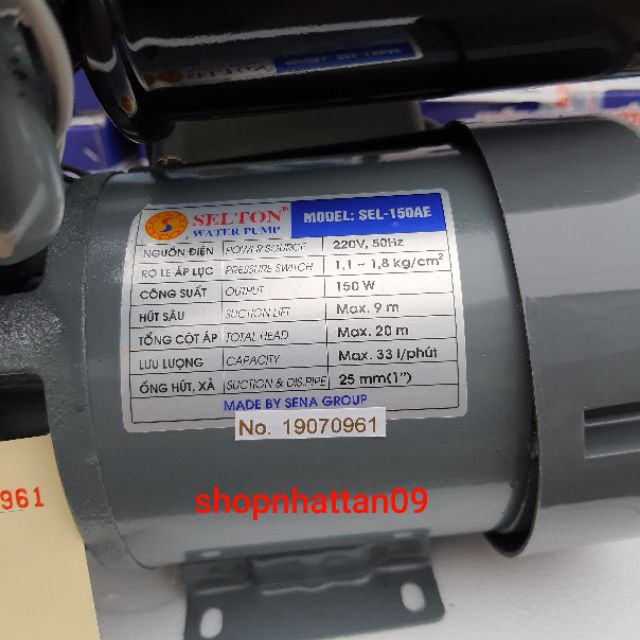 SELTON®
WATER PUMP
MODEL: SEL-150AE
NGUỒN ĐIỆN POWER SOURCE 220V, 50Hz
RƠ LE ÁP LỰC PRESSURE SWITCH 1,1 ~ 1,8 kg/cm²
CÔNG SUẤT OUTPUT 150 W
HÚT SÂU SUCTION LIFT Max. 9 m
TỔNG CỘT ÁP TOTAL HEAD Max. 20 m
LƯU LƯỢNG CAPACITY Max. 33 l/phút
ỐNG HÚT, XẢ SUCTION & DIS.PIPE 25 mm(1")
MADE BY SENA GROUP
No. 19070961
961
shopnhattan09